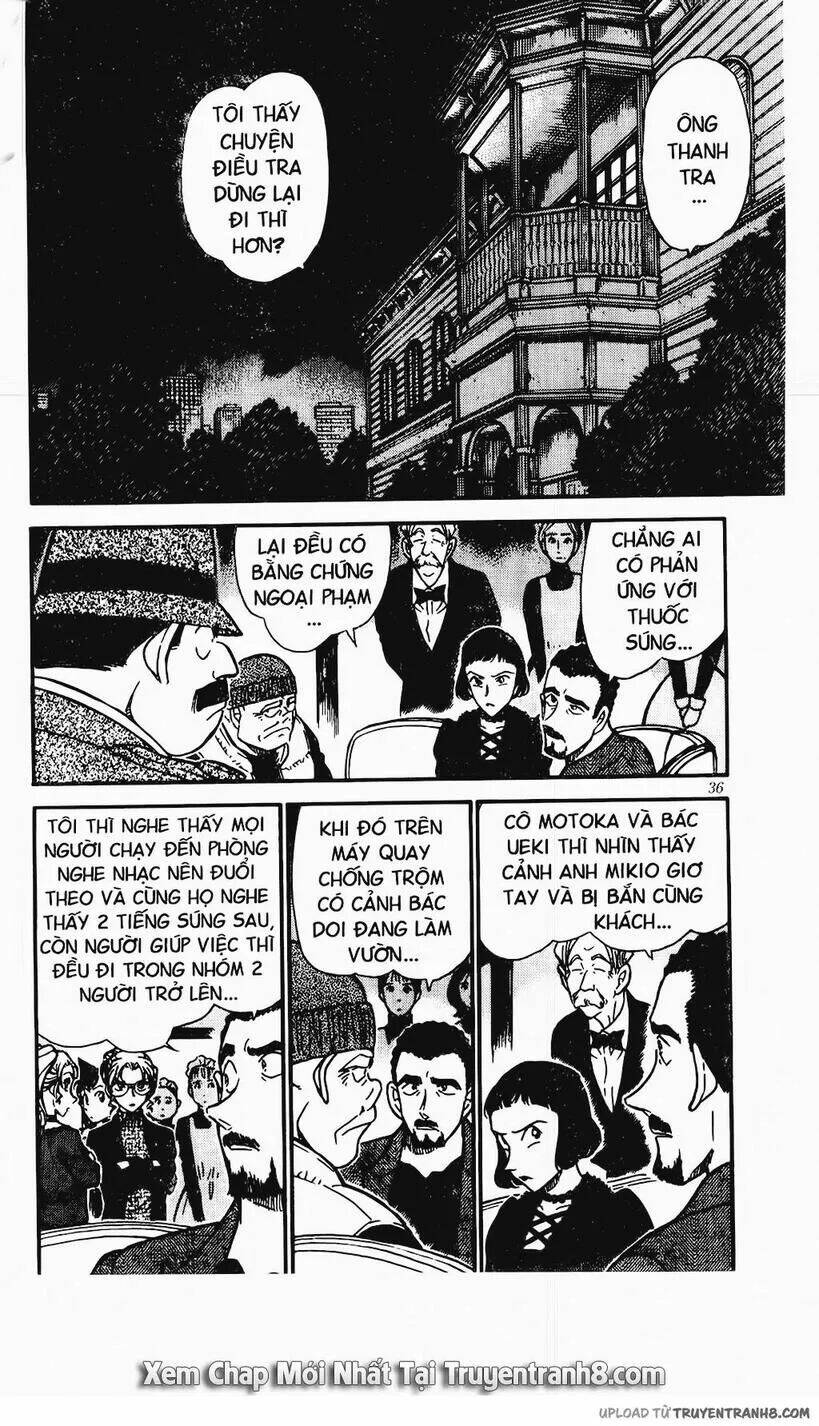 ÔNG
THANH
TRA
...
TÔI THẤY
CHUYỆN
ĐIỀU TRA
DỪNG LẠI
ĐI THÌ
HƠN?
CHẲNG AI
CÓ PHẢN
ỨNG VỚI
THUỐC
SÚNG...
LẠI ĐỀU CÓ
BẰNG CHỨNG
NGOẠI PHẠM
...
36
CÔ MOTOKA VÀ BÁC
UEKI THÌ NHÌN THẤY
CẢNH ANH MIKIO GIƠ
TAY VÀ BỊ BẮN CÙNG
KHÁCH...
KHI ĐÓ TRÊN
MÁY QUAY
CHỐNG TRỘM
CÓ CẢNH BÁC
DOI ĐANG LÀM
VƯỜN...
TÔI THÌ NGHE THẤY MỌI
NGƯỜI CHẠY ĐẾN PHÒNG
NGHE NHẠC NÊN ĐUỔI
THEO VÀ CÙNG HỌ NGHE
THẤY 2 TIẾNG SÚNG SAU,
CÒN NGƯỜI GIÚP VIỆC THÌ
ĐỀU ĐI TRONG NHÓM 2
NGƯỜI TRỞ LÊN...
Xem Chap Mới Nhất Tại Truyentranh8.com
UPLOAD TỪ TRUYENTRANH8.COM